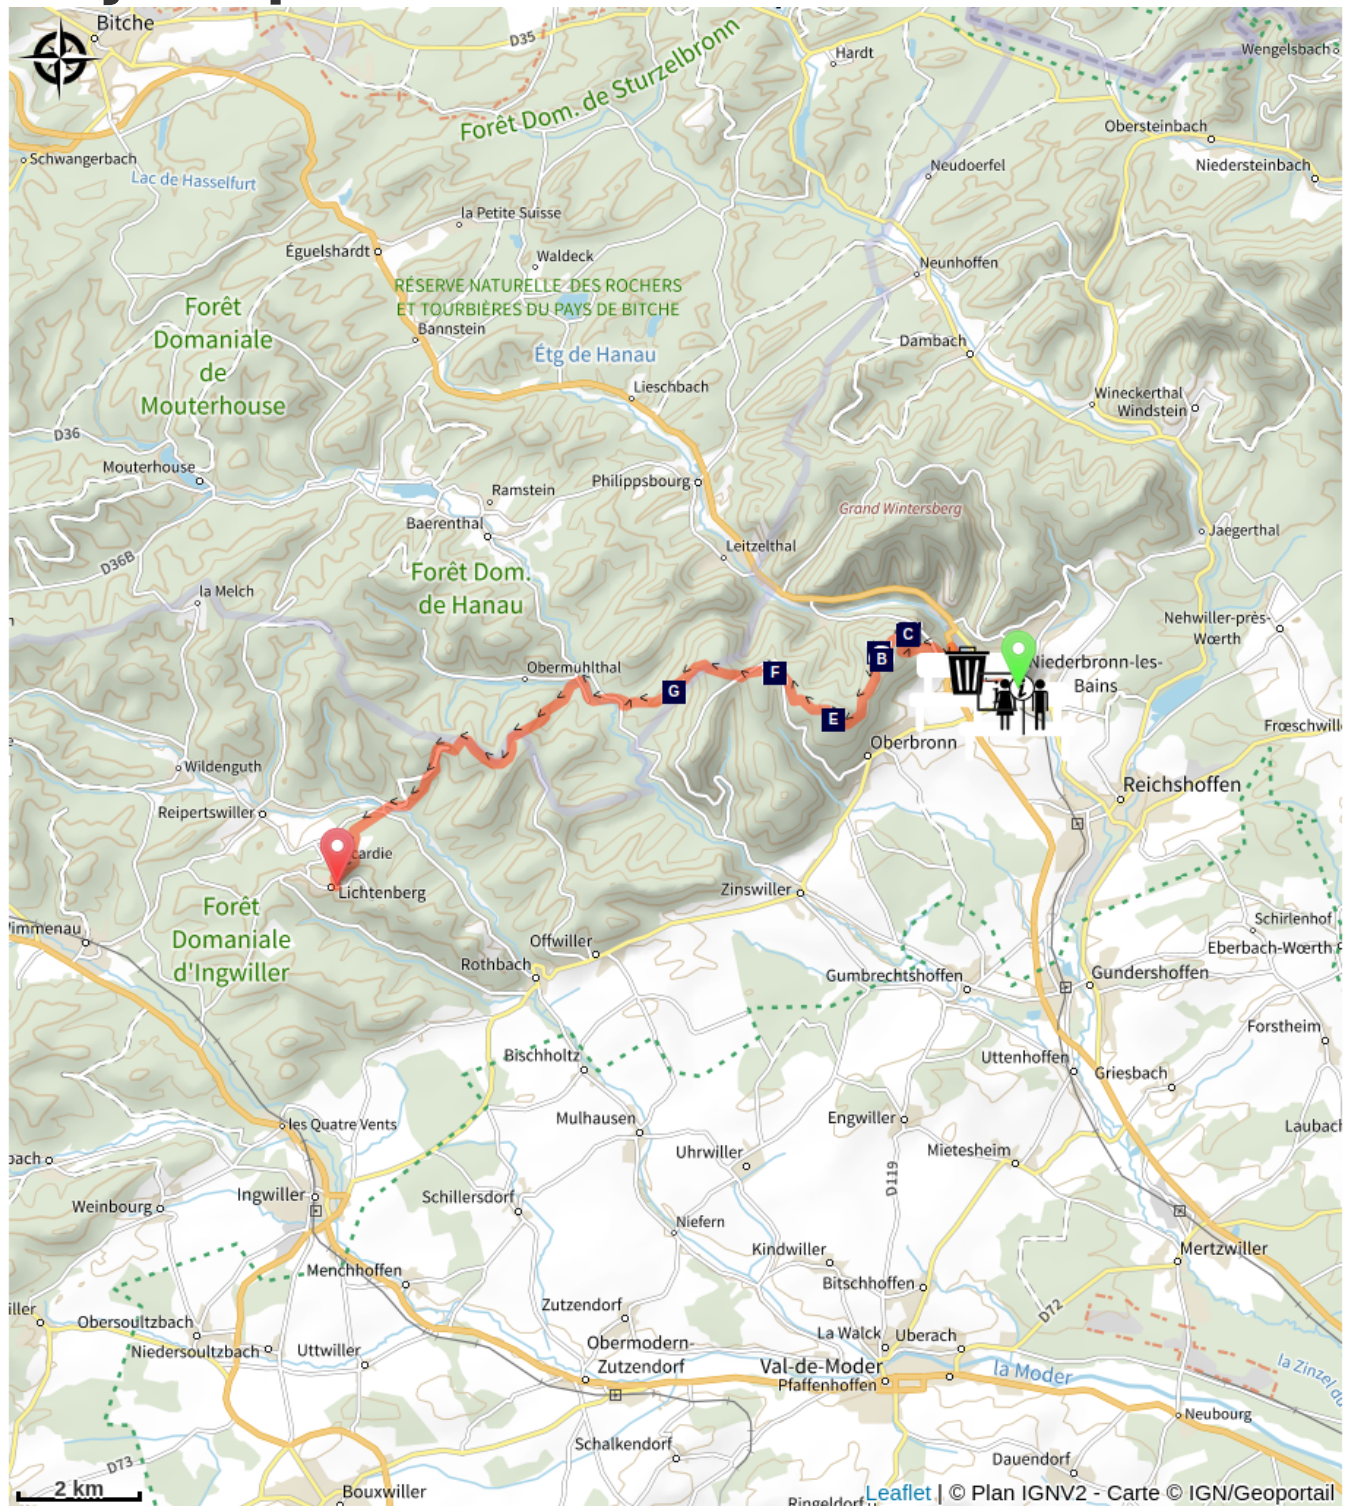 Bitche
D35
Hardt
Wengelsbach
Forêt Dom. de Sturzelbronn
Obersteinbach
Schwangerbach
Niedersteinbach
Neudoerfel
Lac de Hasselfurt
la Petite Suisse
Éguelshardt
Waldeck
Neunhoffen
RÉSERVE NATURELLE DES ROCHERS
ET TOURBIÈRES DU PAYS DE BITCHE
Forêt
Domaniale
de
Mouterhouse
Bannstein
Dambach
Étg de Hanau
Lieschbach
Wineckerthal
Windstein
D36
Mouterhouse
Philippsbourg
Ramstein
Grand Wintersberg
Baerenthal
Jaegerthal
Leitzelthal
D36B
Forêt Dom.
de Hanau
la Melch
Nehwiller-près-
Wœrth
C
B
Niederbronn-les-
Bains
Obermuhlthal
F
G
E
Frœschwill
Oberbronn
Wildenguth
Reichshoffen
Reipertswiller
cardie
Lichtenberg
Zinswiller
Forêt
Domaniale
d'Ingwiller
Schirlenhof
Offwiller
Eberbach-Wœrth
Rothbach
Gumbrechtshoffen
Gundershoffen
Forstheim
Bischholtz
Uttenhoffen
Griesbach
les Quatre Vents
Mulhausen
Engwiller
Laubach
Uhrwiller
Mietesheim
bach
D119
Weinbourg
Ingwiller
Schillersdorf
Niefern
Kindwiller
Mertzwiller
Menchhoffen
Bitschhoffen
Zutzendorf
D72
iller
Obersoultzbach
Niedersoultzbach
Uttwiller
Obermodern-
Zutzendorf
La Walck
Uberach
Val-de-Moder
Pfaffenhoffen
la Moder
la Zinzel du
Neubourg
Schalkendorf
Dauendorf
D73
2 km
Bouxwiller
Ringeldorf
Leaflet | © Plan IGNV2 - Carte © IGN/Geoportail